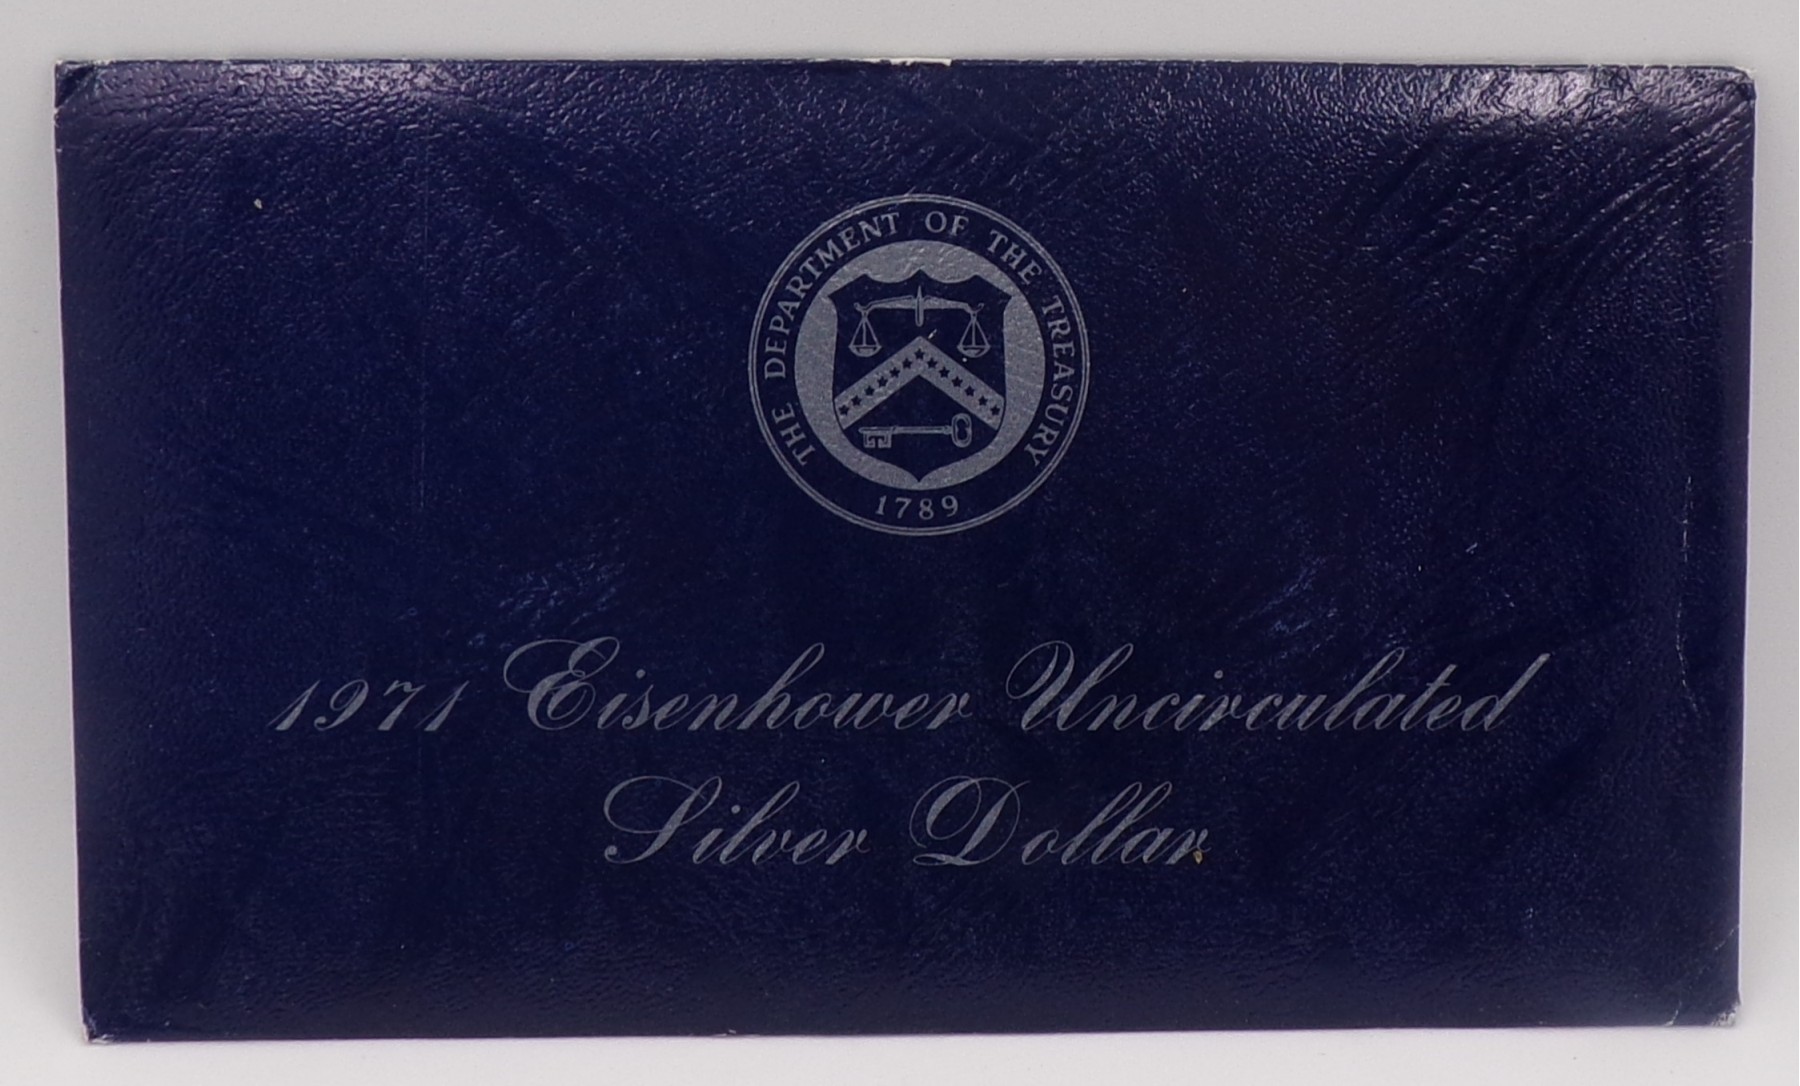 THE DEPARTMENT OF THE TREASURY
1789
1971 Eisenhower Uncirculated
Silver Dollar